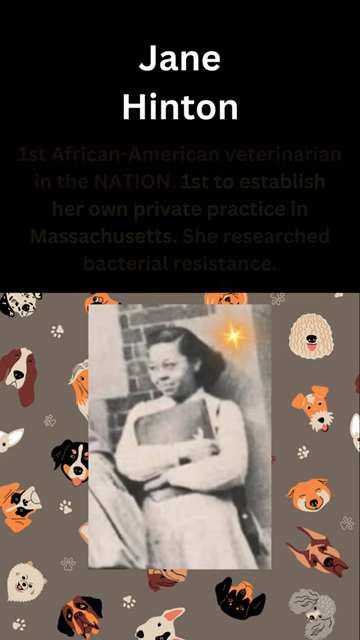 Jane
Hinton
1st African-American veterinarian
in the NATION. 1st to establish
her own private practice in
Massachusetts. She researched
bacterial resistance.